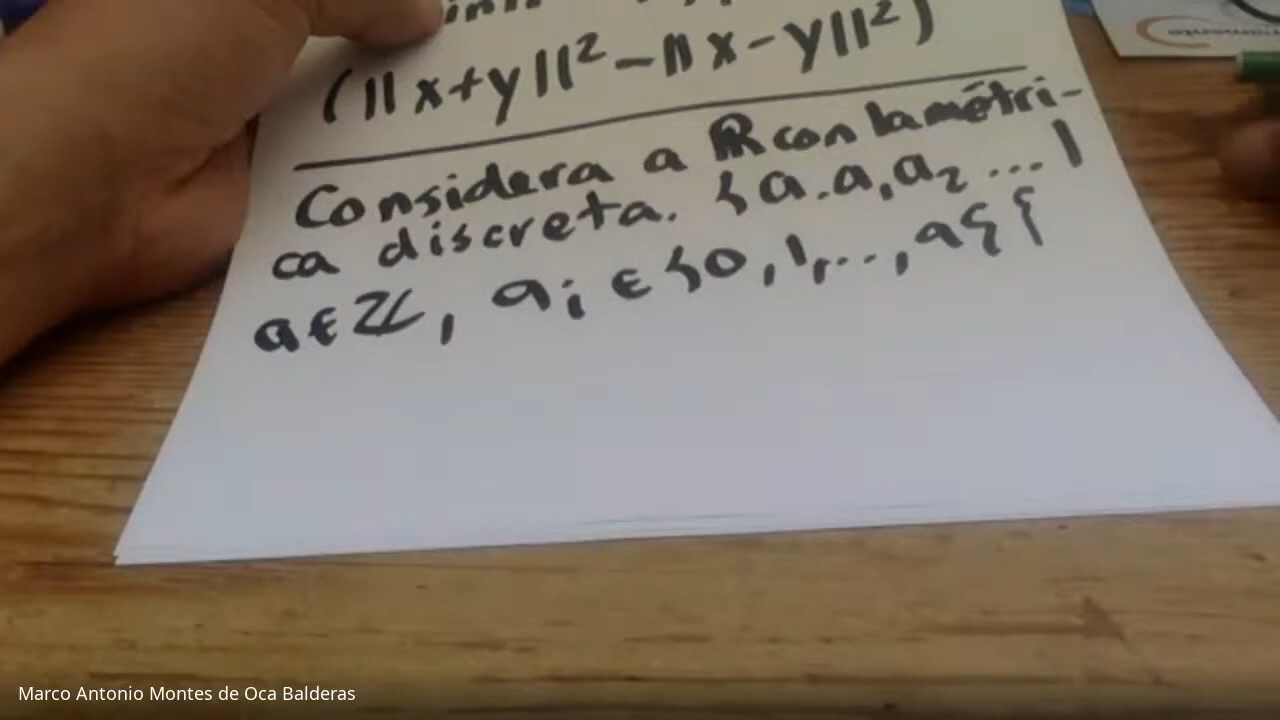 (||x+y||²-||x-y||²)
Considera a ℝ con la métri-
ca discreta. {a.a₁a₂...|
a∈ℤ, aᵢ∈{0,1,...,9}}
Marco Antonio Montes de Oca Balderas